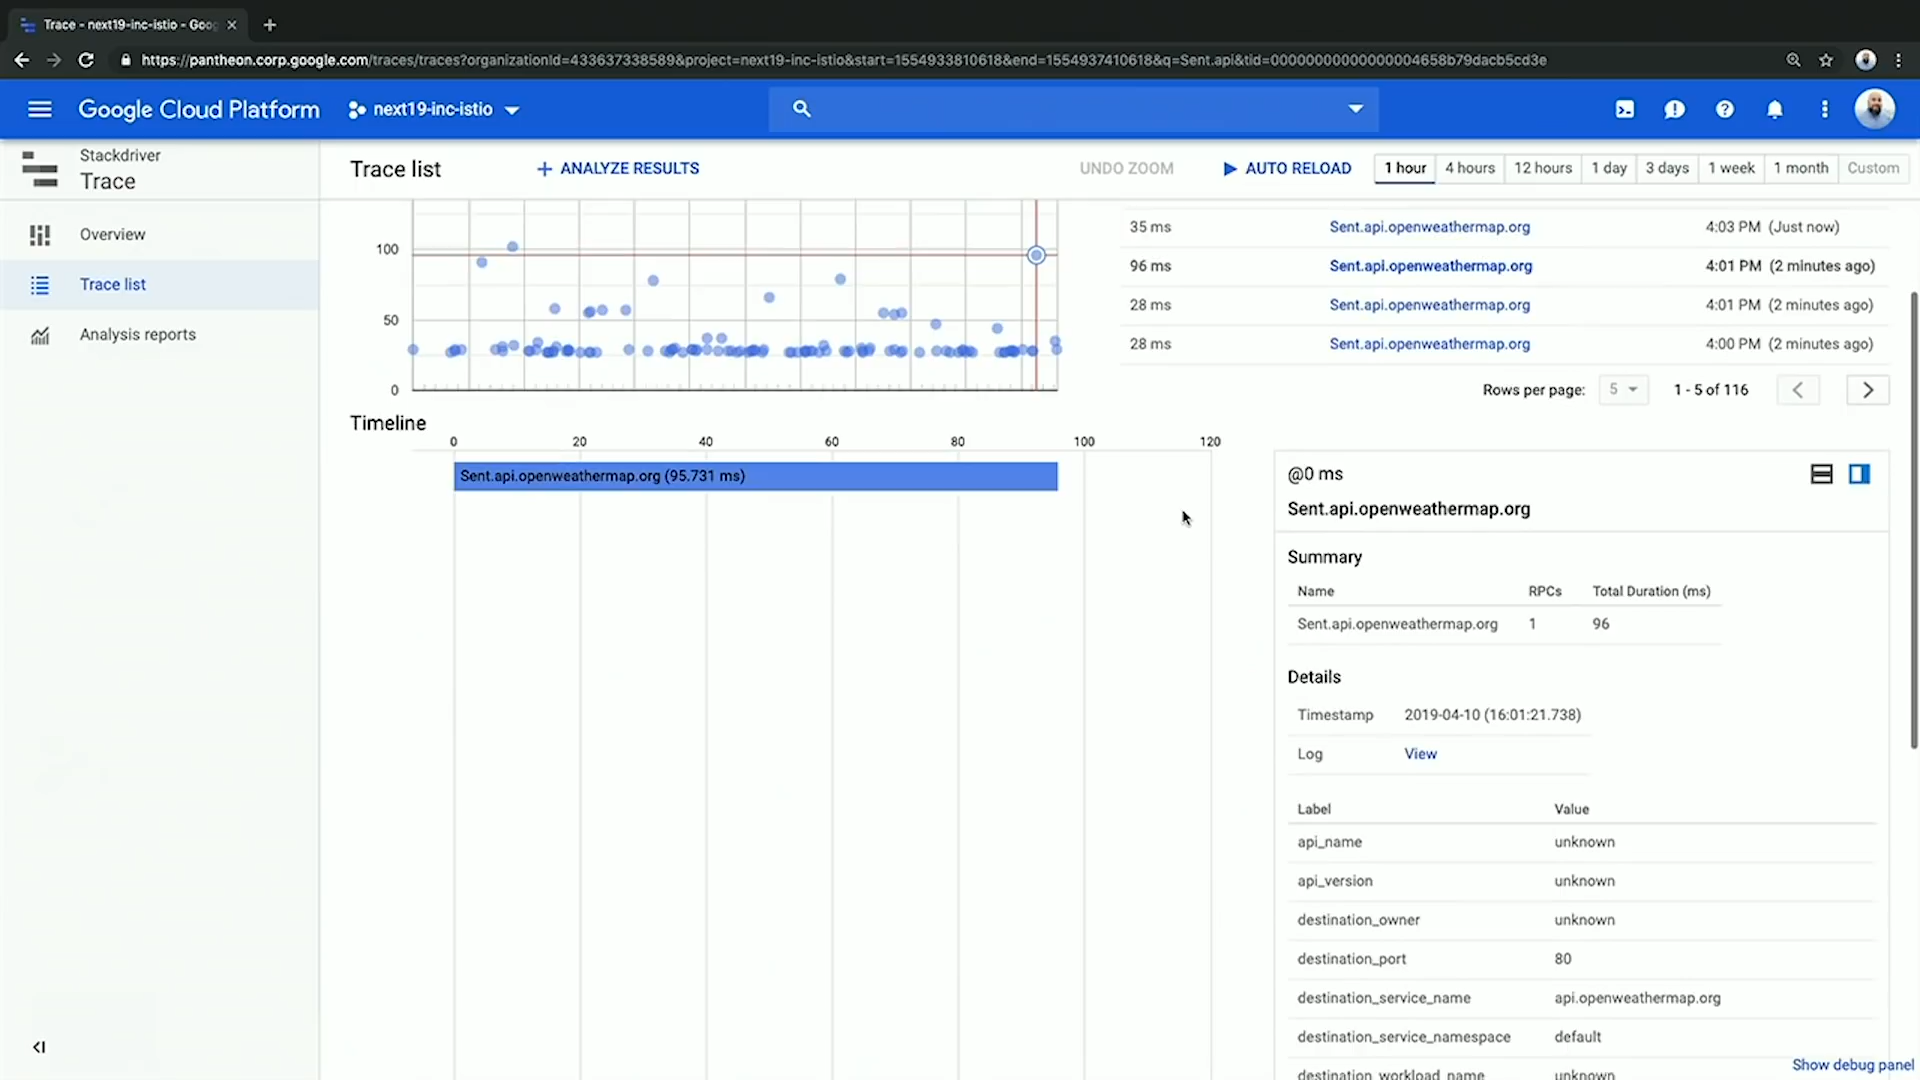 Trace - next19-inc-istio - Goog
https://pantheon.corp.google.com/traces/traces?organizationId=433637338589&project=next19-inc-istio&start=1554933810618&end=1554937410618&q=Sent.api&tid=00000000000000004658b79dacb5cd3e
Google Cloud Platform
next19-inc-istio
Stackdriver
Trace
Overview
Trace list
Analysis reports
Trace list
ANALYZE RESULTS
UNDO ZOOM
AUTO RELOAD
1 hour
4 hours
12 hours
1 day
3 days
1 week
1 month
Custom
100
50
0
35 ms Sent.api.openweathermap.org 4:03 PM (Just now)
96 ms Sent.api.openweathermap.org 4:01 PM (2 minutes ago)
28 ms Sent.api.openweathermap.org 4:01 PM (2 minutes ago)
28 ms Sent.api.openweathermap.org 4:00 PM (2 minutes ago)
Rows per page: 5 1 - 5 of 116
Timeline
0 20 40 60 80 100 120
Sent.api.openweathermap.org (95.731 ms)
@0 ms
Sent.api.openweathermap.org
Summary
Name RPCs Total Duration (ms)
Sent.api.openweathermap.org 1 96
Details
Timestamp 2019-04-10 (16:01:21.738)
Log View
Label Value
api_name unknown
api_version unknown
destination_owner unknown
destination_port 80
destination_service_name api.openweathermap.org
destination_service_namespace default
destination_workload_name unknown
Show debug panel